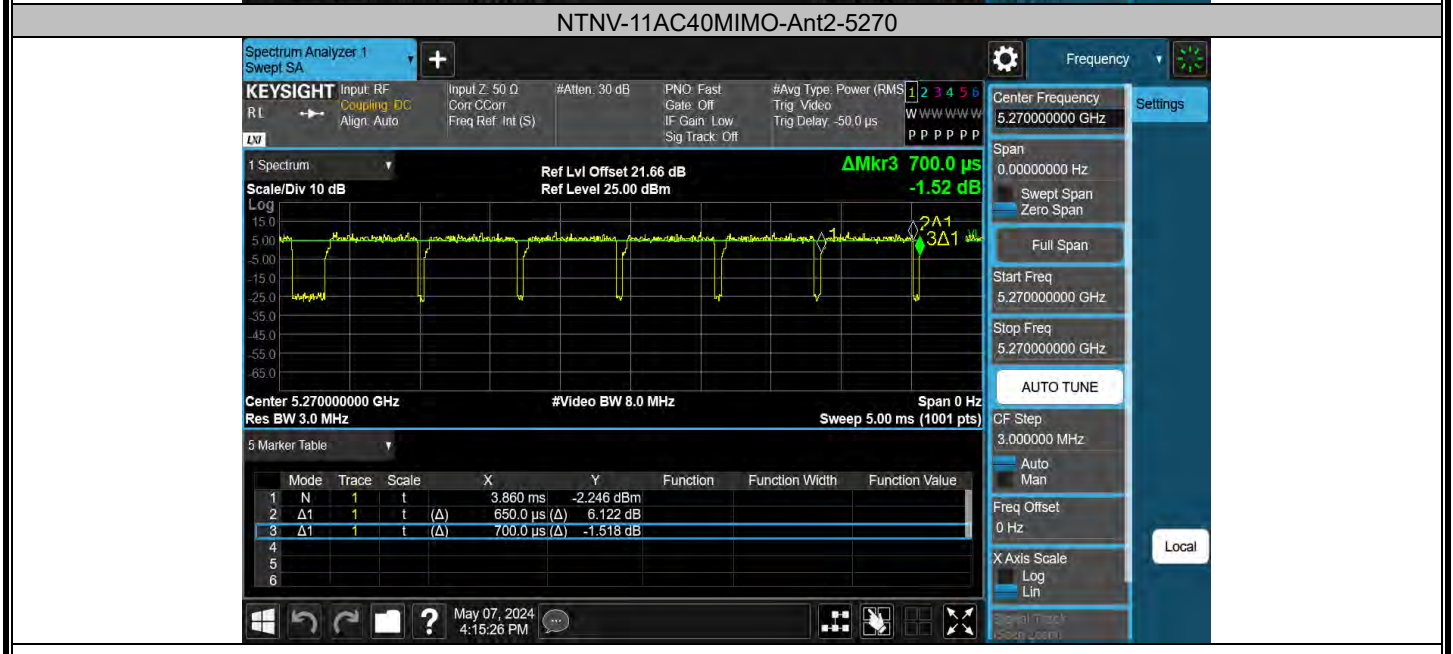 NTNV-11AC40MIMO-Ant2-5270
Spectrum Analyzer 1
Swept SA
Frequency
KEYSIGHT
RL
LXI
Input: RF
Coupling: DC
Align: Auto
Input Z: 50 Ω
Corr CCorr
Freq Ref: Int (S)
#Atten: 30 dB
PNO: Fast
Gate: Off
IF Gain: Low
Sig Track: Off
#Avg Type: Power (RMS
Trig: Video
Trig Delay: -50.0 µs
1 2 3 4 5 6
W W W W W W
P P P P P P
1 Spectrum
Scale/Div 10 dB
Log
Ref Lvl Offset 21.66 dB
Ref Level 25.00 dBm
ΔMkr3 700.0 µs
-1.52 dB
15.0
5.00
-5.00
-15.0
-25.0
-35.0
-45.0
-55.0
-65.0
1
2Δ1
3Δ1
Center 5.270000000 GHz
Res BW 3.0 MHz
#Video BW 8.0 MHz
Span 0 Hz
Sweep 5.00 ms (1001 pts)
5 Marker Table
Mode Trace Scale X Y Function Function Width Function Value
1 N 1 t 3.860 ms -2.246 dBm
2 Δ1 1 t (Δ) 650.0 µs (Δ) 6.122 dB
3 Δ1 1 t (Δ) 700.0 µs (Δ) -1.518 dB
4
5
6
May 07, 2024
4:15:26 PM
Center Frequency
5.270000000 GHz
Span
0.00000000 Hz
Swept Span
Zero Span
Full Span
Start Freq
5.270000000 GHz
Stop Freq
5.270000000 GHz
AUTO TUNE
CF Step
3.000000 MHz
Auto
Man
Freq Offset
0 Hz
X Axis Scale
Log
Lin
Signal Track
(Span Zoom)
Settings
Local